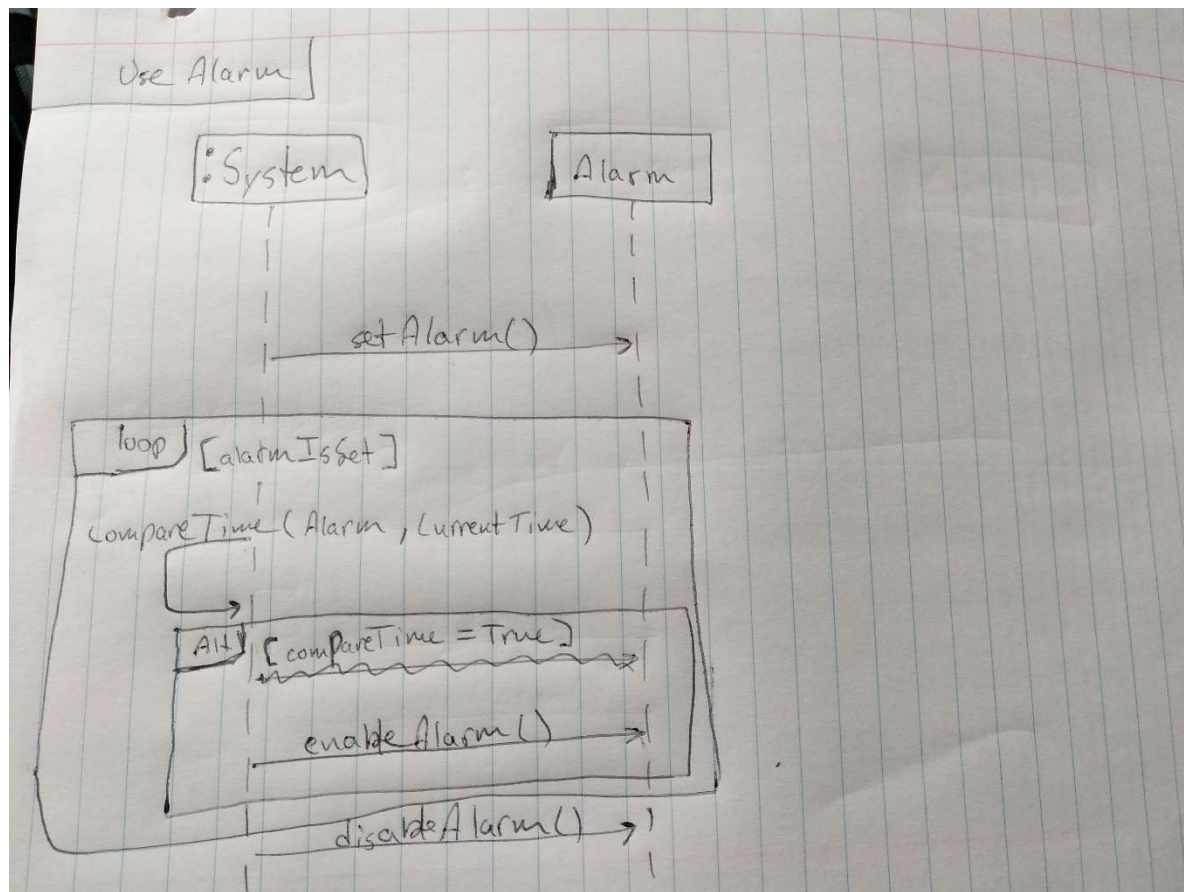 Use Alarm
:System
Alarm
setAlarm()
loop [alarmIsSet]
compareTime(Alarm, CurrentTime)
Alt [compareTime = True]
enableAlarm()
disableAlarm()